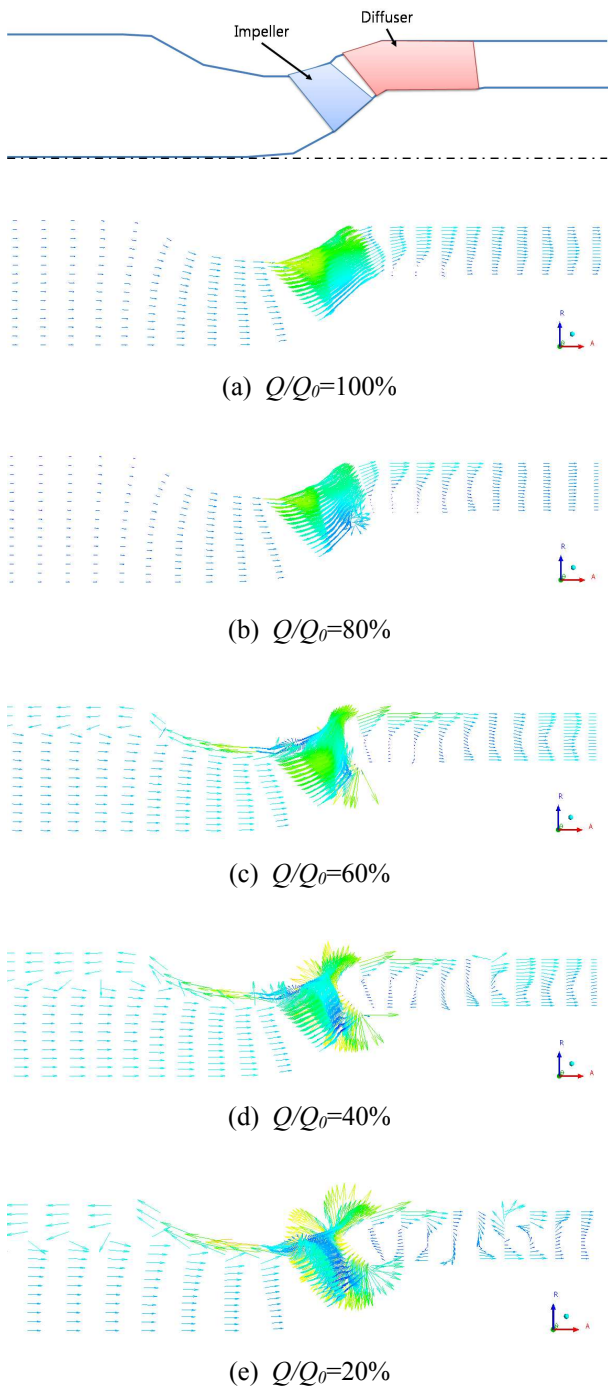 Impeller
Diffuser
R
θ
A
(a) Q/Q₀=100%
R
θ
A
(b) Q/Q₀=80%
R
θ
A
(c) Q/Q₀=60%
R
θ
A
(d) Q/Q₀=40%
R
θ
A
(e) Q/Q₀=20%